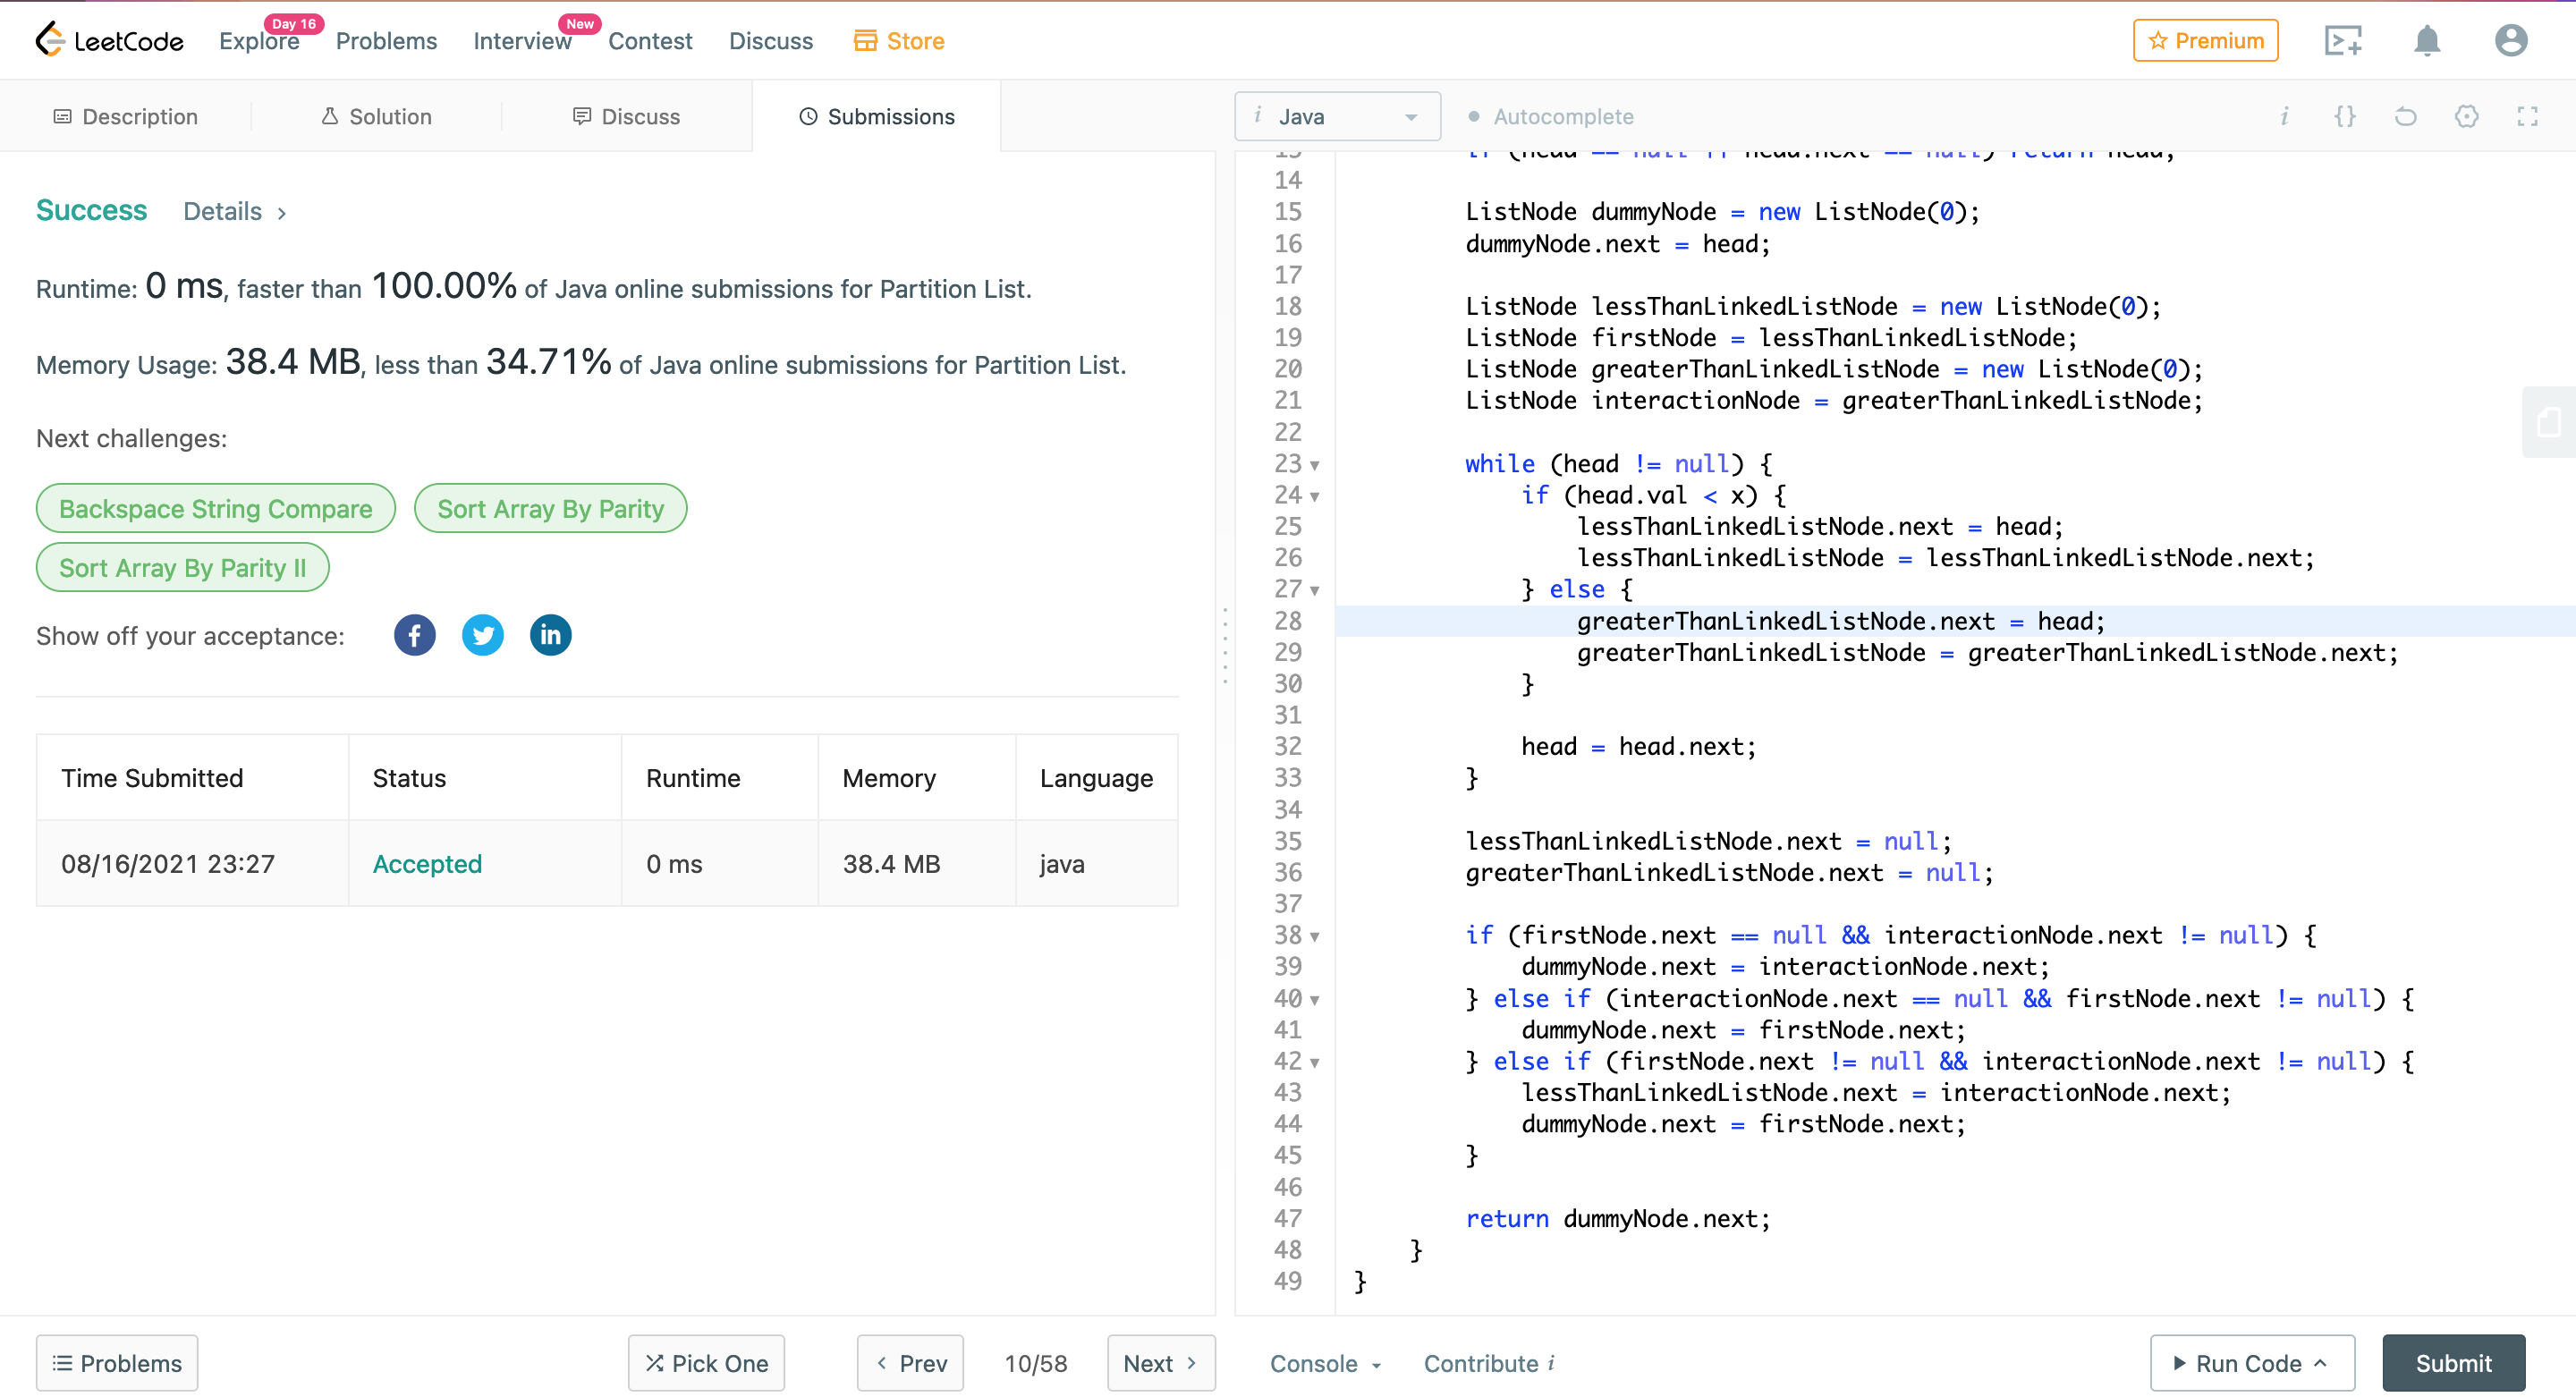 LeetCode Explore Day 16 Problems Interview New Contest Discuss Store Premium
Description Solution Discuss Submissions
i Java Autocomplete i {}
Success Details >
Runtime: 0 ms, faster than 100.00% of Java online submissions for Partition List.
Memory Usage: 38.4 MB, less than 34.71% of Java online submissions for Partition List.
Next challenges:
Backspace String Compare Sort Array By Parity
Sort Array By Parity II
Show off your acceptance:
Time Submitted Status Runtime Memory Language
08/16/2021 23:27 Accepted 0 ms 38.4 MB java
13 if (head == null || head.next == null) return head;
14
15 ListNode dummyNode = new ListNode(0);
16 dummyNode.next = head;
17
18 ListNode lessThanLinkedListNode = new ListNode(0);
19 ListNode firstNode = lessThanLinkedListNode;
20 ListNode greaterThanLinkedListNode = new ListNode(0);
21 ListNode interactionNode = greaterThanLinkedListNode;
22
23 while (head != null) {
24 if (head.val < x) {
25 lessThanLinkedListNode.next = head;
26 lessThanLinkedListNode = lessThanLinkedListNode.next;
27 } else {
28 greaterThanLinkedListNode.next = head;
29 greaterThanLinkedListNode = greaterThanLinkedListNode.next;
30 }
31
32 head = head.next;
33 }
34
35 lessThanLinkedListNode.next = null;
36 greaterThanLinkedListNode.next = null;
37
38 if (firstNode.next == null && interactionNode.next != null) {
39 dummyNode.next = interactionNode.next;
40 } else if (interactionNode.next == null && firstNode.next != null) {
41 dummyNode.next = firstNode.next;
42 } else if (firstNode.next != null && interactionNode.next != null) {
43 lessThanLinkedListNode.next = interactionNode.next;
44 dummyNode.next = firstNode.next;
45 }
46
47 return dummyNode.next;
48 }
49 }
Problems Pick One < Prev 10/58 Next > Console Contribute i Run Code Submit